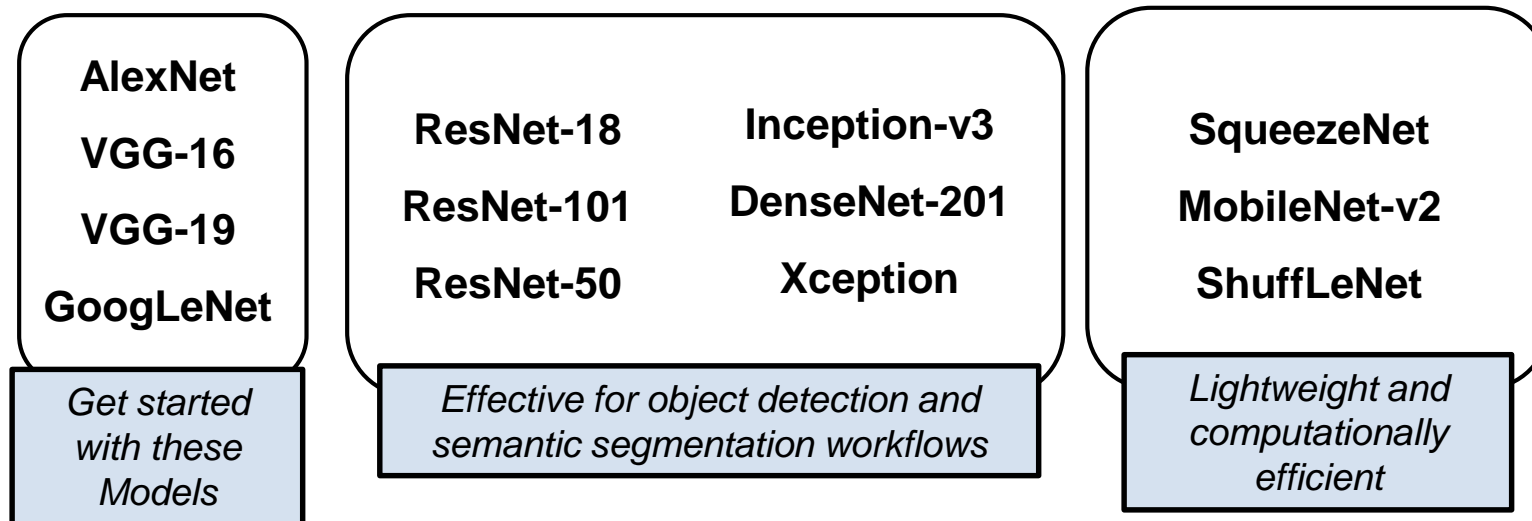 AlexNet
VGG-16
VGG-19
GoogLeNet
Get started
with these
Models
ResNet-18
ResNet-101
ResNet-50
Inception-v3
DenseNet-201
Xception
Effective for object detection and
semantic segmentation workflows
SqueezeNet
MobileNet-v2
ShuffLeNet
Lightweight and
computationally
efficient